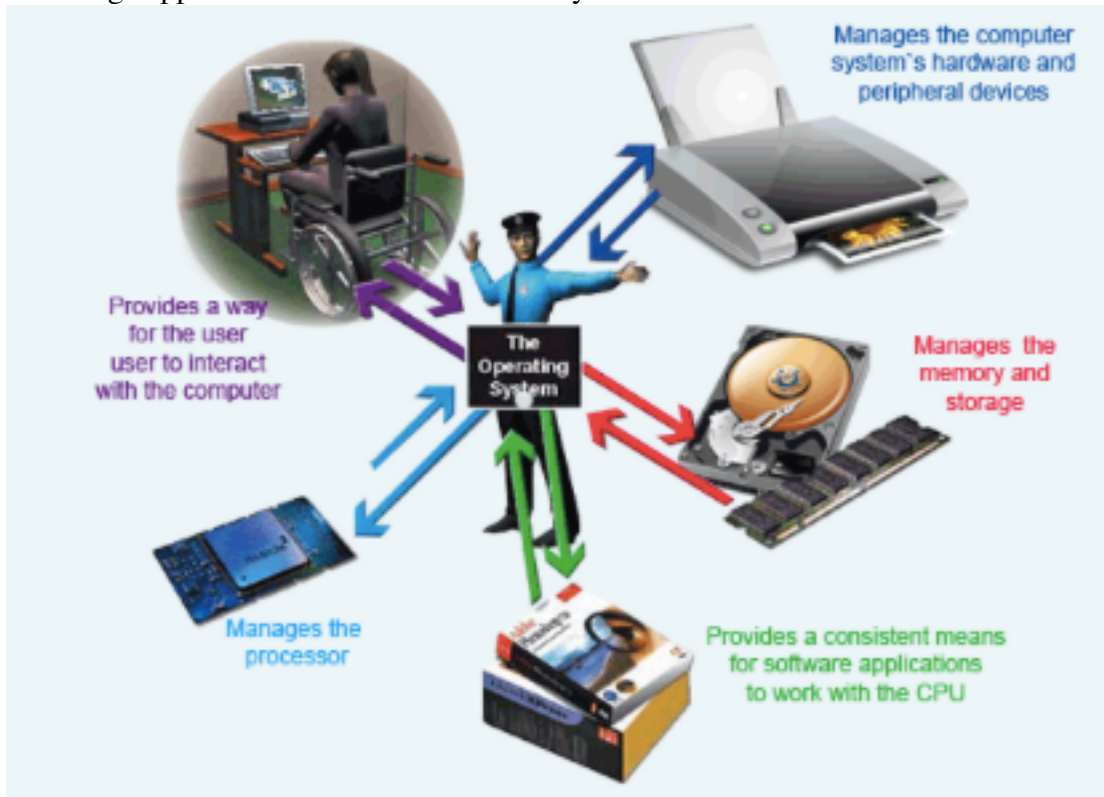 Manages the computer
system`s hardware and
peripheral devices
Provides a way
for the user
user to interact
with the computer
The
Operating
System
Manages the
memory and
storage
Manages the
processor
Provides a consistent means
for software applications
to work with the CPU